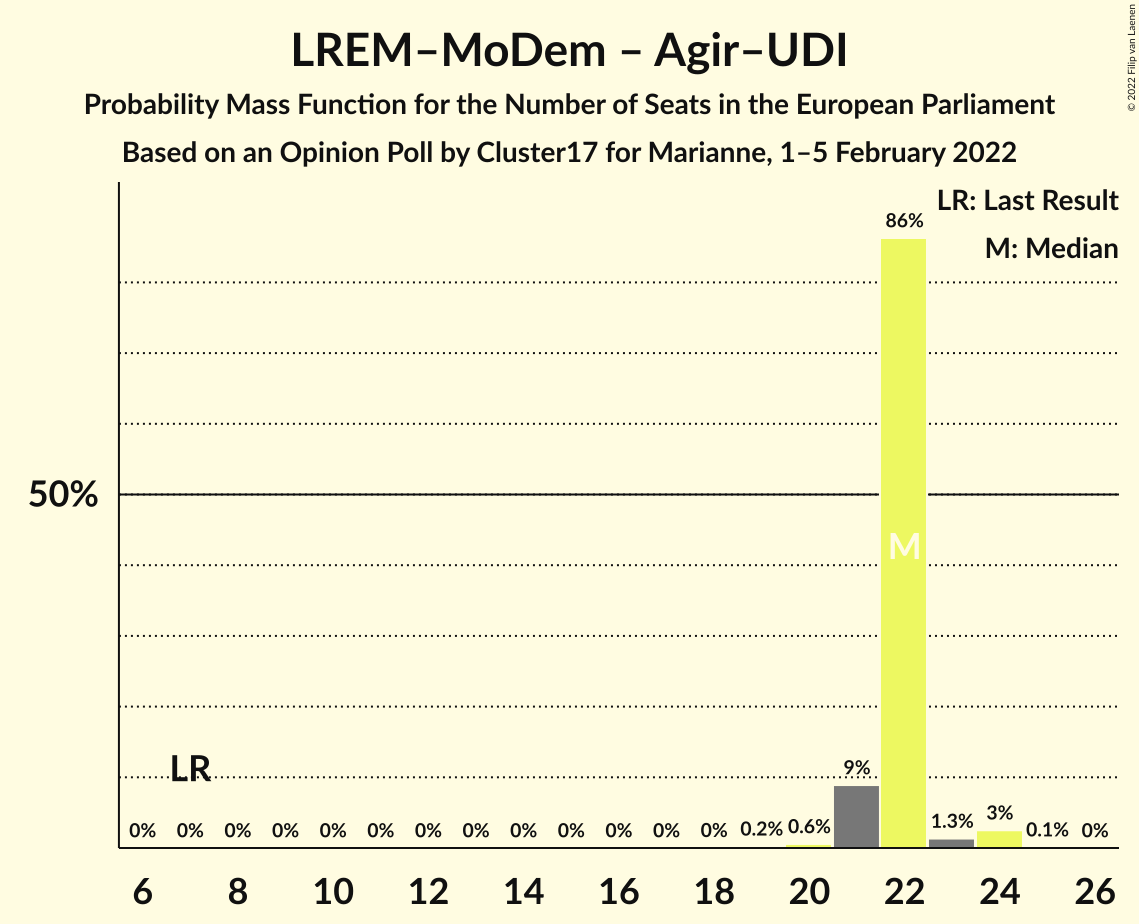 LREM–MoDem – Agir–UDI
Probability Mass Function for the Number of Seats in the European Parliament
Based on an Opinion Poll by Cluster17 for Marianne, 1–5 February 2022
© 2022 Filip van Laenen
LR: Last Result
M: Median
86%
50%
M
LR
9%
0% 0% 0% 0% 0% 0% 0% 0% 0% 0% 0% 0% 0% 0.2% 0.6% 1.3% 3% 0.1% 0%
6 8 10 12 14 16 18 20 22 24 26